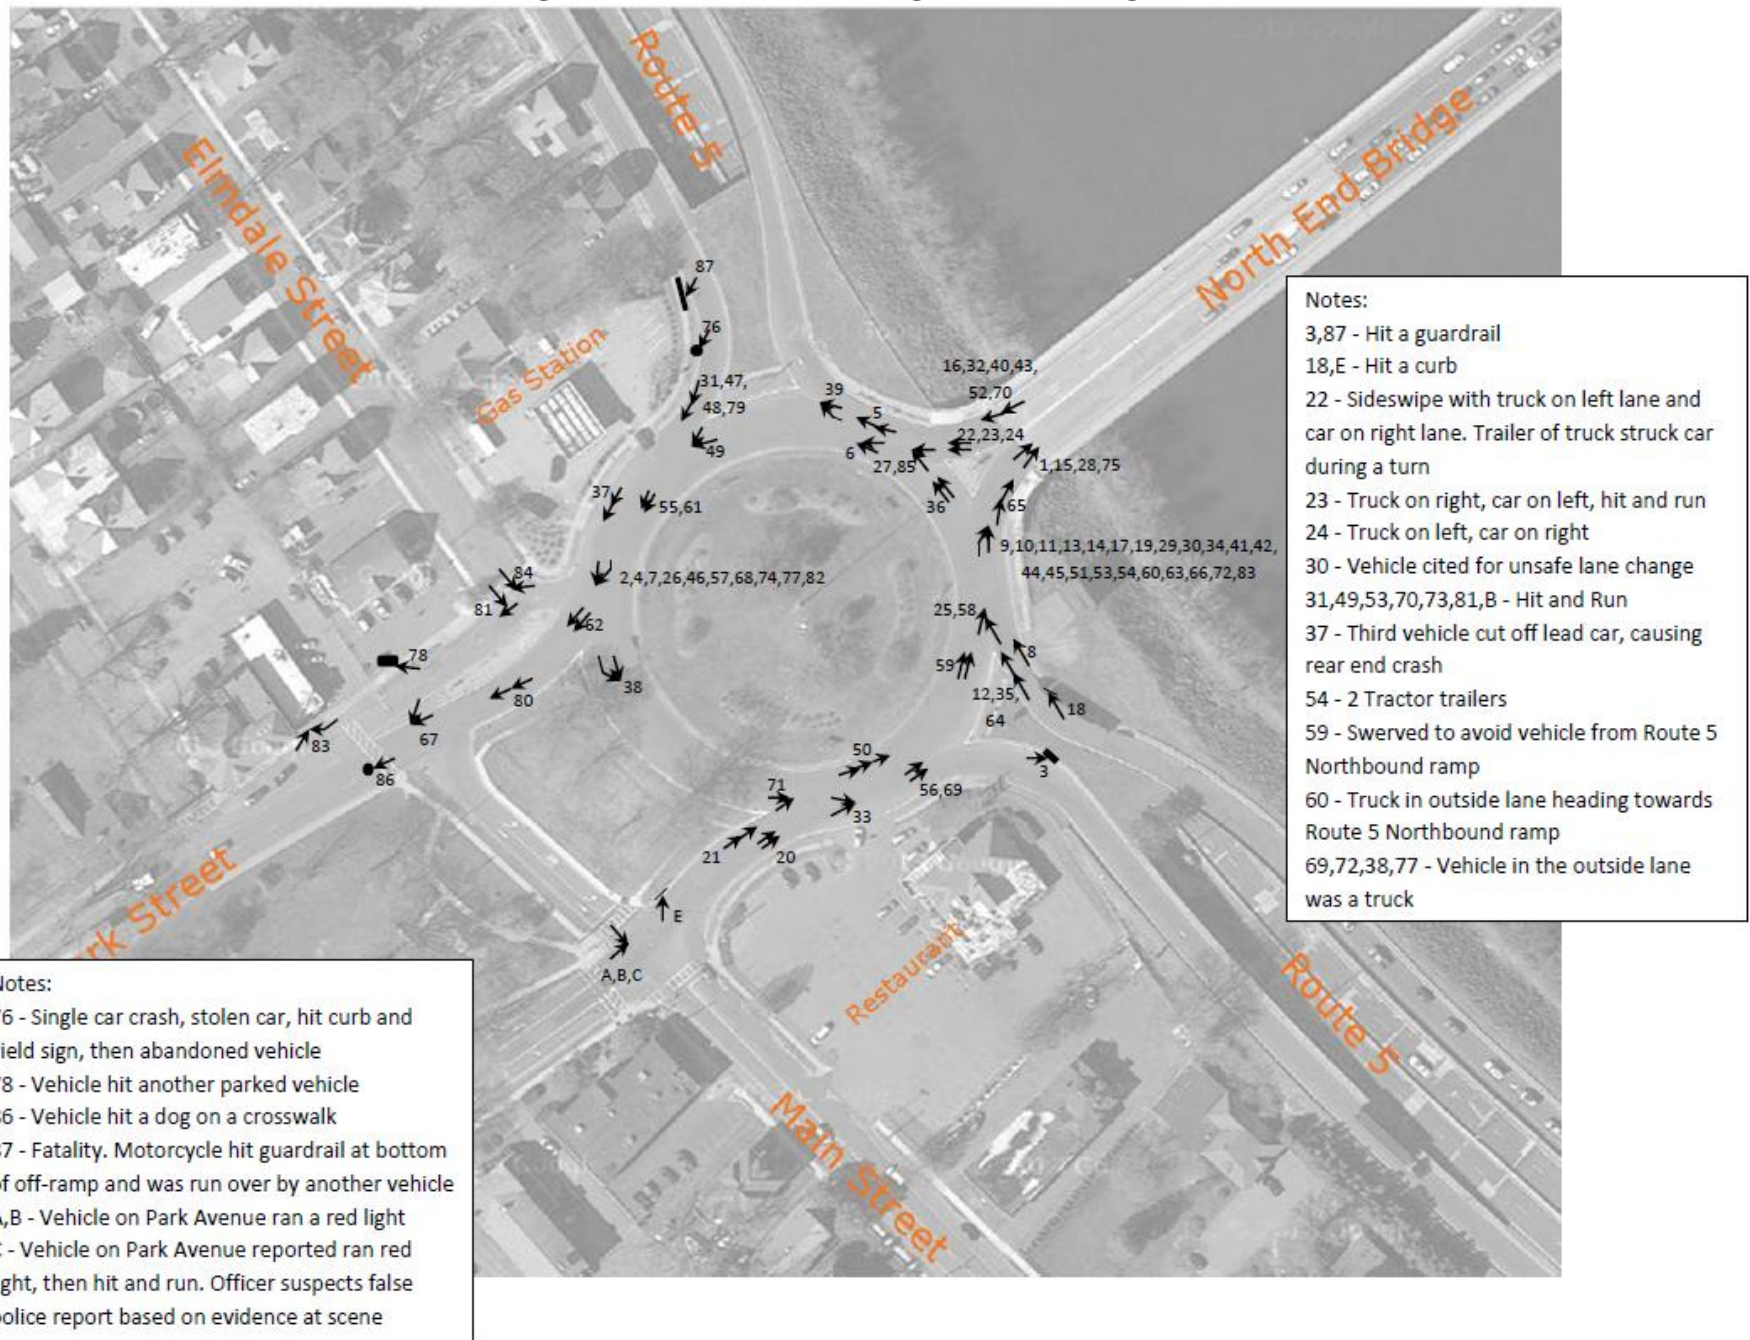 Route 5
Elmdale Street
North End Bridge
Gas Station
87
76
31,47,
48,79
49
39
5
6
16,32,40,43,
52,70
22,23,24
27,85
1,15,28,75
36
65
37
55,61
9,10,11,13,14,17,19,29,30,34,41,42,
44,45,51,53,54,60,63,66,72,83
84
2,4,7,26,46,57,68,74,77,82
81
62
25,58
78
38
59
8
12,35,
64
18
80
67
83
86
50
3
71
56,69
33
21
20
E
A,B,C
rk Street
Restaurant
Route 5
Main Street
Notes:
3,87 - Hit a guardrail
18,E - Hit a curb
22 - Sideswipe with truck on left lane and
car on right lane. Trailer of truck struck car
during a turn
23 - Truck on right, car on left, hit and run
24 - Truck on left, car on right
30 - Vehicle cited for unsafe lane change
31,49,53,70,73,81,B - Hit and Run
37 - Third vehicle cut off lead car, causing
rear end crash
54 - 2 Tractor trailers
59 - Swerved to avoid vehicle from Route 5
Northbound ramp
60 - Truck in outside lane heading towards
Route 5 Northbound ramp
69,72,38,77 - Vehicle in the outside lane
was a truck
Notes:
6 - Single car crash, stolen car, hit curb and
ield sign, then abandoned vehicle
8 - Vehicle hit another parked vehicle
6 - Vehicle hit a dog on a crosswalk
7 - Fatality. Motorcycle hit guardrail at bottom
of off-ramp and was run over by another vehicle
A,B - Vehicle on Park Avenue ran a red light
C - Vehicle on Park Avenue reported ran red
ight, then hit and run. Officer suspects false
police report based on evidence at scene